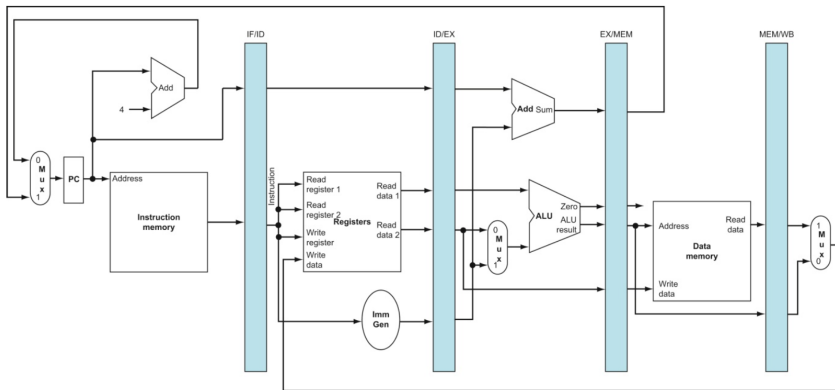 IF/ID
ID/EX
EX/MEM
MEM/WB
Add
4
Add Sum
0
M
u
x
1
PC
Address
Instruction
memory
Instruction
Read
register 1
Read
register 2
Write
register
Write
data
Registers
Read
data 1
Read
data 2
Imm
Gen
0
M
u
x
1
ALU
Zero
ALU
result
Address
Write
data
Read
data
Data
memory
1
M
u
x
0